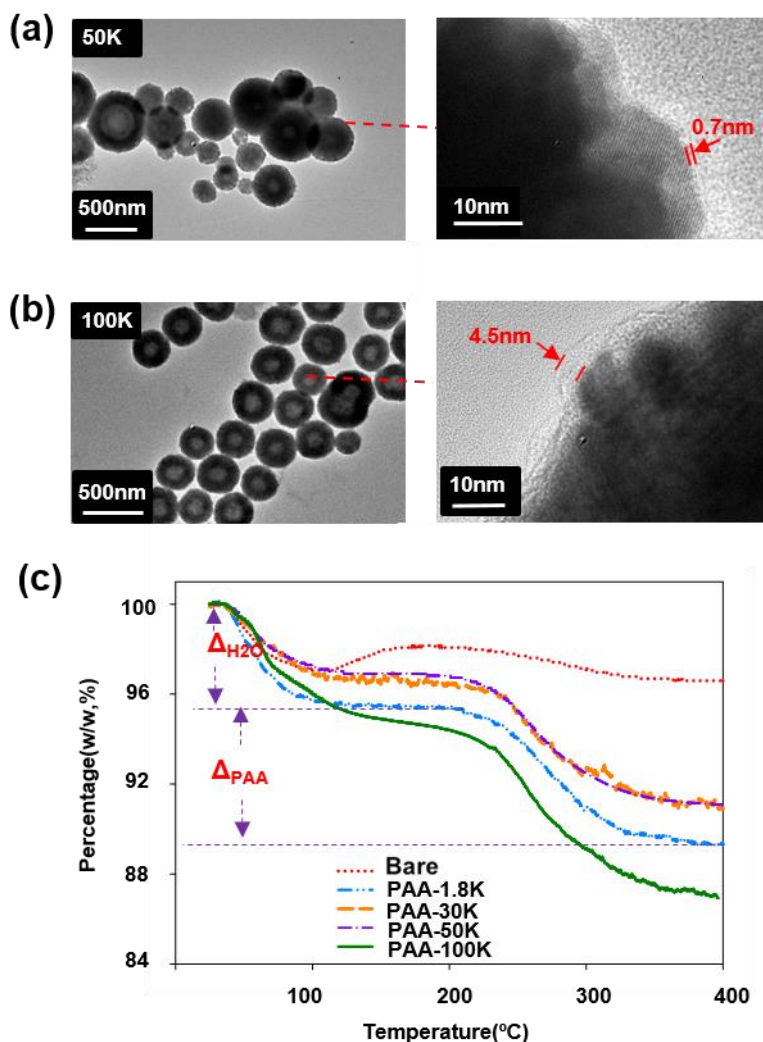 (a)
50K
500nm
0.7nm
10nm
(b)
100K
500nm
4.5nm
10nm
(c)
Percentage(w/w,%)
100
96
92
88
84
ΔH2O
ΔPAA
Bare
PAA-1.8K
PAA-30K
PAA-50K
PAA-100K
100
200
300
400
Temperature(ºC)